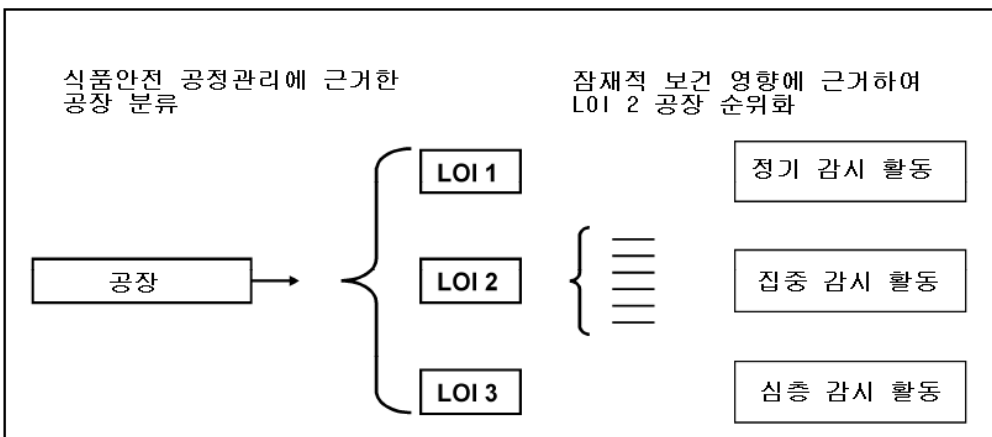 식품안전 공정관리에 근거한
공장 분류
잠재적 보건 영향에 근거하여
LOI 2 공장 순위화
LOI 1
정기 감시 활동
공장
LOI 2
집중 감시 활동
LOI 3
심층 감시 활동